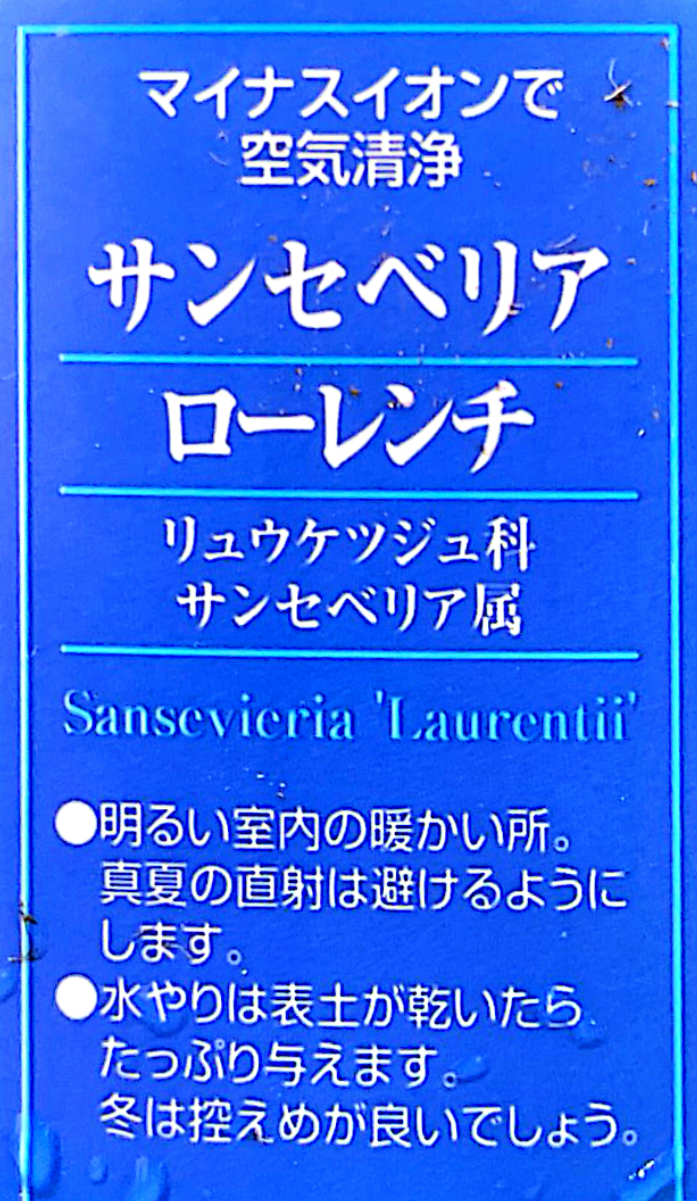 マイナスイオンで
空気清浄
サンセベリア
ローレンチ
リュウケツジュ科
サンセベリア属
Sansevieria 'Laurentii'
●明るい室内の暖かい所。
真夏の直射は避けるように
します。
●水やりは表土が乾いたら
たっぷり与えます。
冬は控えめが良いでしょう。